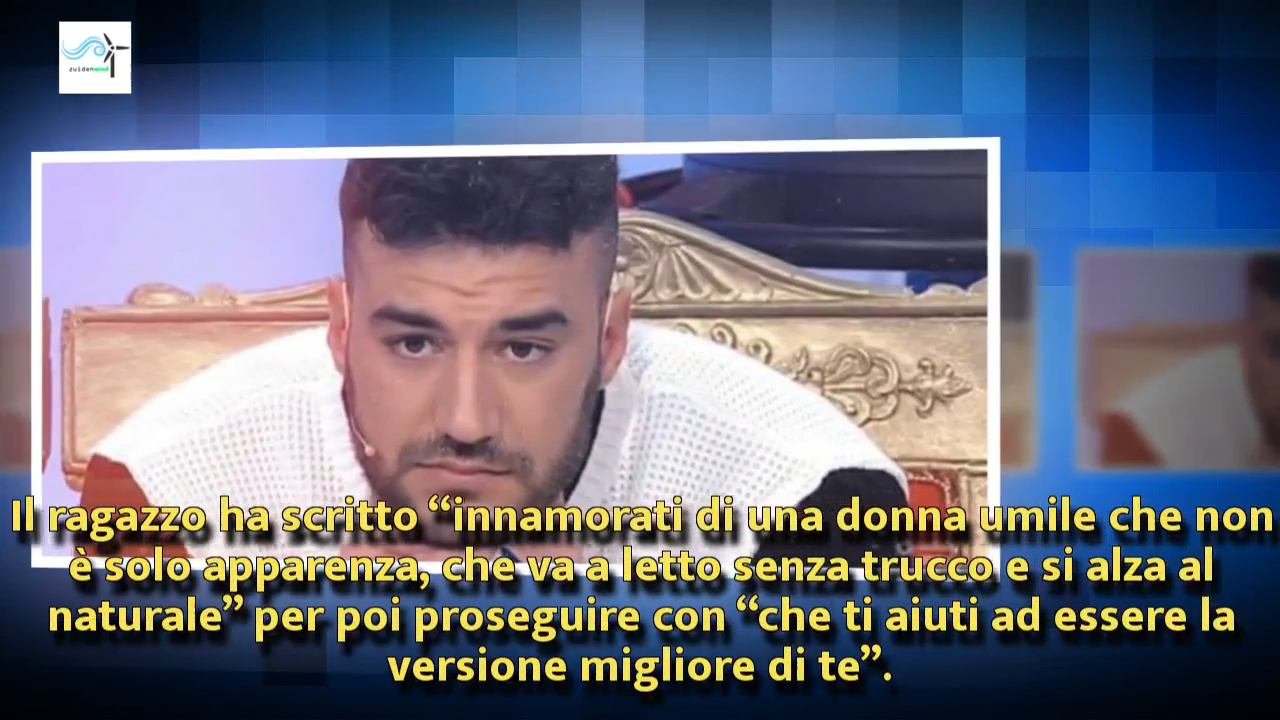 zuidenwind
Il ragazzo ha scritto “innamorati di una donna umile che non
è solo apparenza, che va a letto senza trucco e si alza al
naturale” per poi proseguire con “che ti aiuti ad essere la
versione migliore di te”.